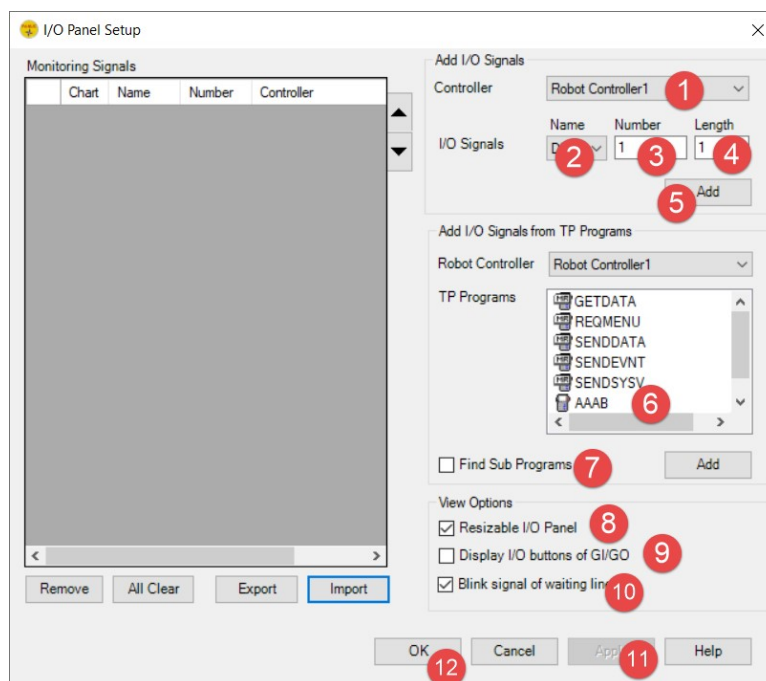 I/O Panel Setup
Monitoring Signals
Chart Name Number Controller
Remove All Clear Export Import
Add I/O Signals
Controller Robot Controller1 1
Name Number Length
I/O Signals 2 1 3 1 4
5 Add
Add I/O Signals from TP Programs
Robot Controller Robot Controller1
TP Programs
GETDATA
REQMENU
SENDDATA
SENDEVNT
SENDSYSV
AAAB 6
Find Sub Programs 7 Add
View Options
Resizable I/O Panel 8
Display I/O buttons of GI/GO 9
Blink signal of waiting line 10
OK 12 Cancel 11 Help